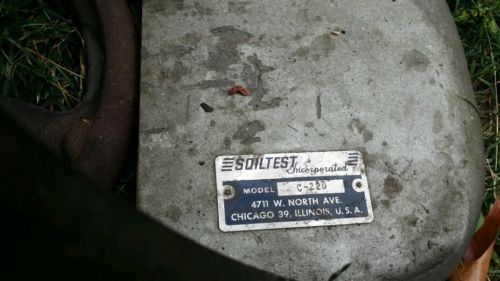 SOILTEST
Incorporated
MODEL C-220
4711 W. NORTH AVE.
CHICAGO 39, ILLINOIS, U.S.A.